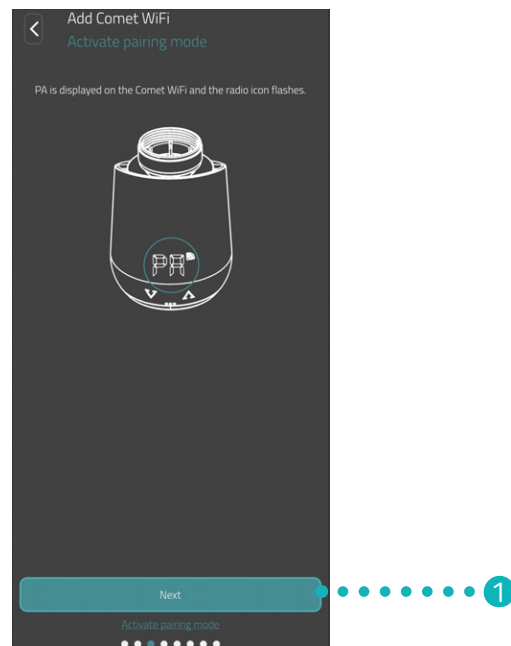 Add Comet WiFi
Activate pairing mode
PA is displayed on the Comet WiFi and the radio icon flashes.
PA
Next
1
Activate pairing mode